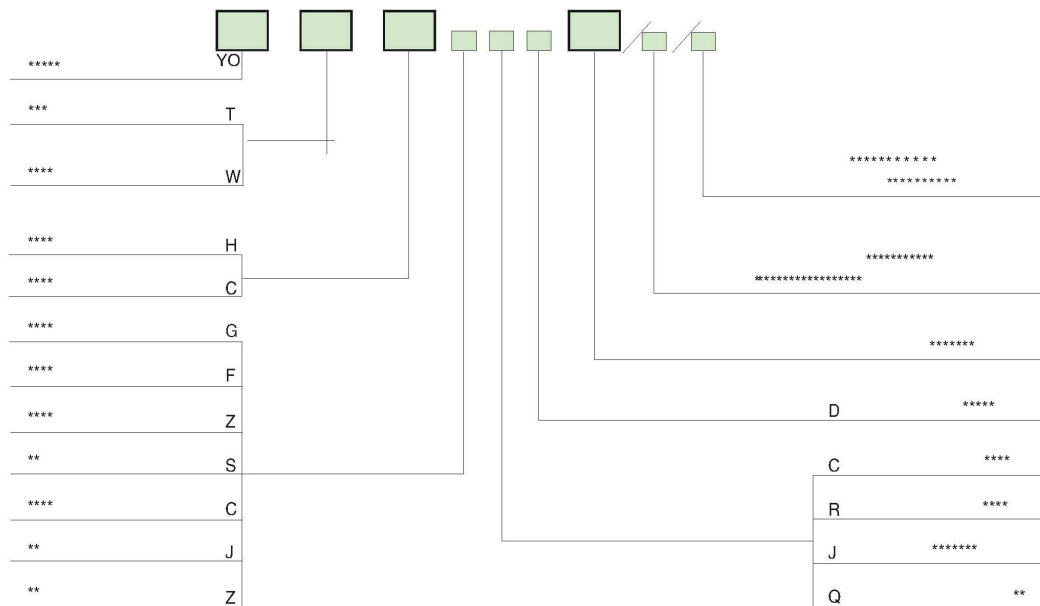 ***** YO
*** T
**** W
**** H
**** C
**** G
**** F
**** Z
** S
**** C
** J
** Z
***********
**********
***********
*****************
*******
D *****
C ****
R ****
J *******
Q **